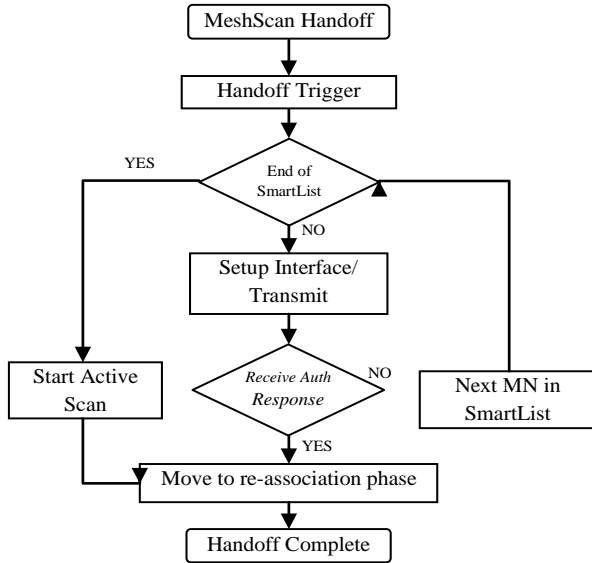 MeshScan Handoff
Handoff Trigger
YES
End of
SmartList
NO
Setup Interface/
Transmit
Start Active
Scan
Receive Auth
Response
NO
Next MN in
SmartList
YES
Move to re-association phase
Handoff Complete